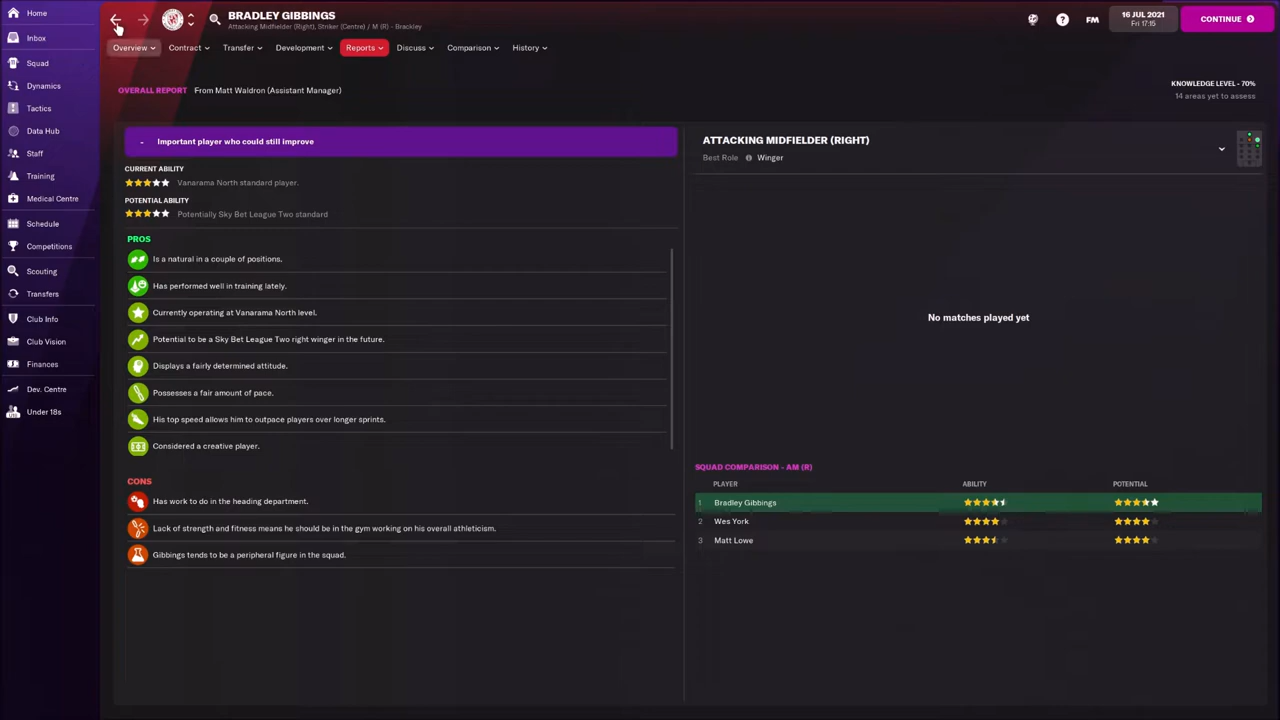 Home
Inbox
Squad
Dynamics
Tactics
Data Hub
Staff
Training
Medical Centre
Schedule
Competitions
Scouting
Transfers
Club Info
Club Vision
Finances
Dev. Centre
Under 18s
BRADLEY GIBBINGS
Attacking Midfielder (Right), Striker (Centre) / M (R) - Brackley
FM
16 JUL 2021
Fri 17:15
CONTINUE
Overview
Contract
Transfer
Development
Reports
Discuss
Comparison
History
OVERALL REPORT From Matt Waldron (Assistant Manager)
KNOWLEDGE LEVEL - 70%
14 areas yet to assess
- Important player who could still improve
CURRENT ABILITY
Vanarama North standard player.
POTENTIAL ABILITY
Potentially Sky Bet League Two standard
PROS
Is a natural in a couple of positions.
Has performed well in training lately.
Currently operating at Vanarama North level.
Potential to be a Sky Bet League Two right winger in the future.
Displays a fairly determined attitude.
Possesses a fair amount of pace.
His top speed allows him to outpace players over longer sprints.
Considered a creative player.
CONS
Has work to do in the heading department.
Lack of strength and fitness means he should be in the gym working on his overall athleticism.
Gibbings tends to be a peripheral figure in the squad.
ATTACKING MIDFIELDER (RIGHT)
Best Role Winger
No matches played yet
SQUAD COMPARISON - AM (R)
PLAYER ABILITY POTENTIAL
1 Bradley Gibbings
2 Wes York
3 Matt Lowe